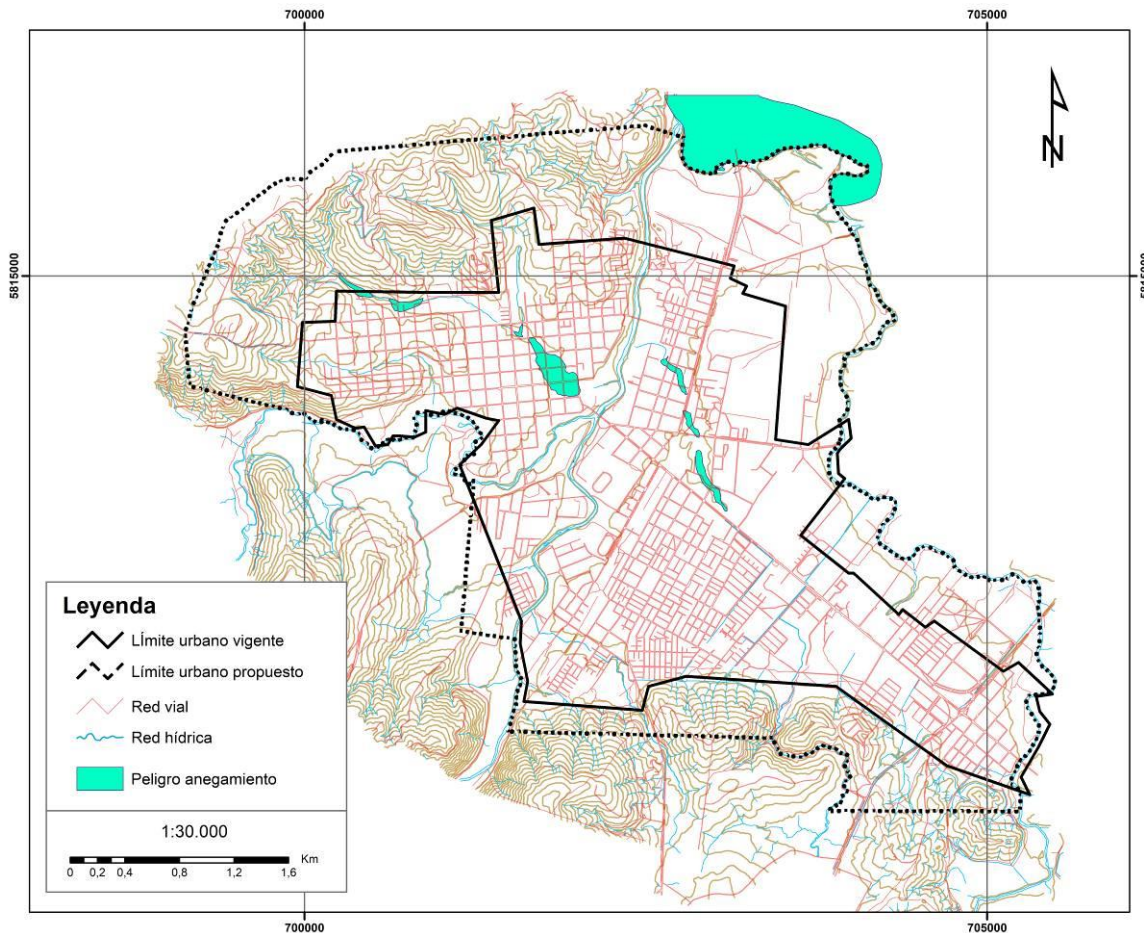 700000
705000
N
5815000
5815000
Leyenda
LÍmite urbano vigente
Límite urbano propuesto
Red vial
Red hídrica
Peligro anegamiento
1:30.000
Km
0 0,2 0,4 0,8 1,2 1,6
700000
705000